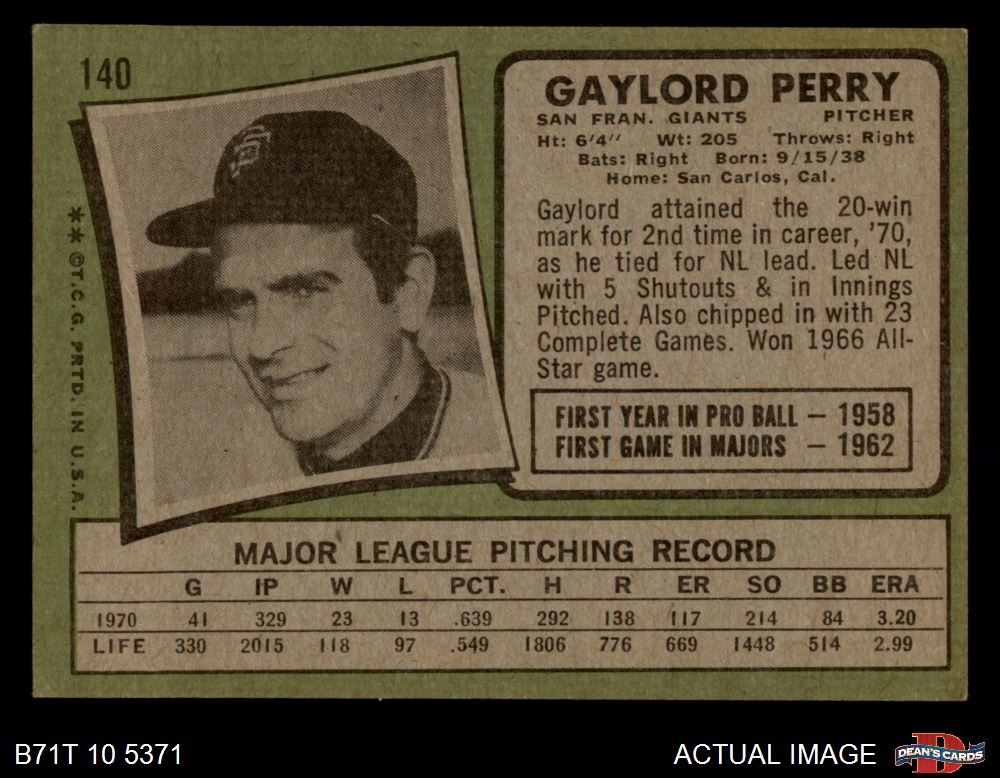 140
GAYLORD PERRY
SAN FRAN. GIANTS PITCHER
Ht: 6'4" Wt: 205 Throws: Right
Bats: Right Born: 9/15/38
Home: San Carlos, Cal.
Gaylord attained the 20-win
mark for 2nd time in career, '70,
as he tied for NL lead. Led NL
with 5 Shutouts & in Innings
Pitched. Also chipped in with 23
Complete Games. Won 1966 All-
Star game.
FIRST YEAR IN PRO BALL — 1958
FIRST GAME IN MAJORS — 1962
**©T.C.G. PRTD. IN U.S.A.
SF
MAJOR LEAGUE PITCHING RECORD
G IP W L PCT. H R ER SO BB ERA
1970 41 329 23 13 .639 292 138 117 214 84 3.20
LIFE 330 2015 118 97 .549 1806 776 669 1448 514 2.99
B71T 10 5371
ACTUAL IMAGE
D
DEAN'S CARDS